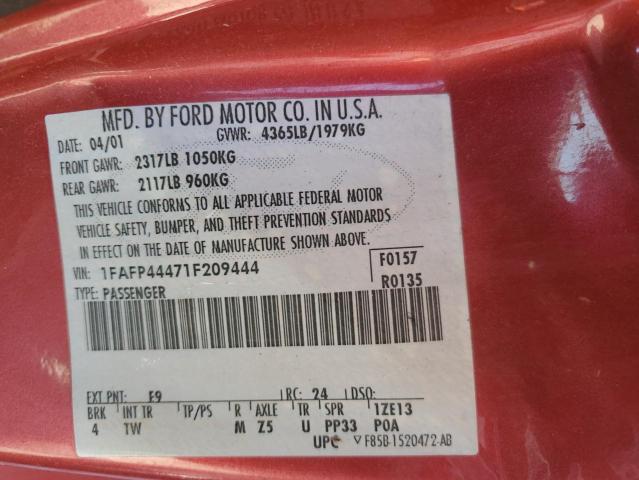 MFD. BY FORD MOTOR CO. IN U.S.A.
DATE: 04/01 GVWR: 4365LB/1979KG
FRONT GAWR: 2317LB 1050KG
REAR GAWR: 2117LB 960KG
THIS VEHICLE CONFORMS TO ALL APPLICABLE FEDERAL MOTOR
VEHICLE SAFETY, BUMPER, AND THEFT PREVENTION STANDARDS
IN EFFECT ON THE DATE OF MANUFACTURE SHOWN ABOVE.
VIN: 1FAFP44471F209444 F0157
TYPE: PASSENGER R0135
EXT PNT: E9 RC: 24 DSO:
BRK INT TR TP/PS R AXLE TR SPR 1ZE13
4 TW M Z5 U PP33 P0A
UPC F85B-1520472-AB